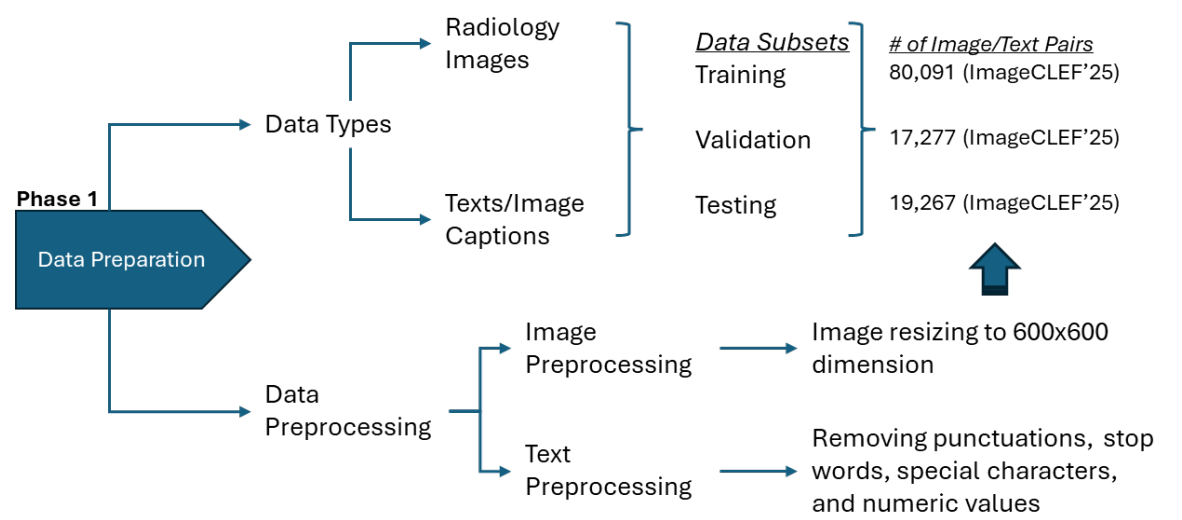 Phase 1
Data Preparation
Data Types
Radiology
Images
Texts/Image
Captions
Data Subsets
Training
Validation
Testing
# of Image/Text Pairs
80,091 (ImageCLEF’25)
17,277 (ImageCLEF’25)
19,267 (ImageCLEF’25)
Data
Preprocessing
Image
Preprocessing
Image resizing to 600x600
dimension
Text
Preprocessing
Removing punctuations, stop
words, special characters,
and numeric values